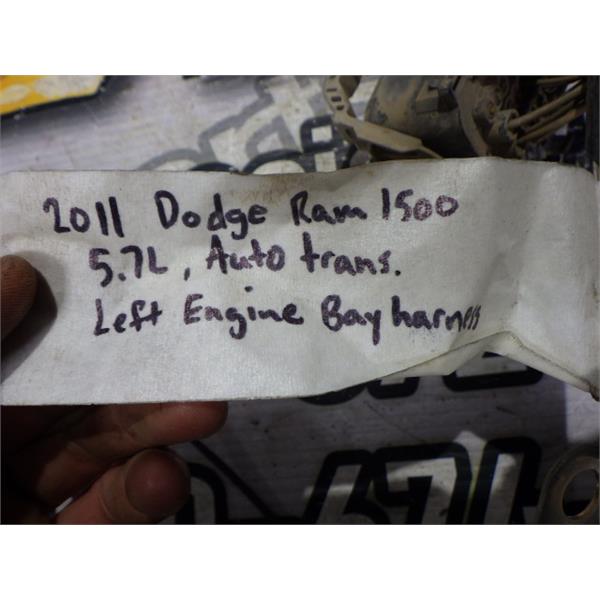 2011 Dodge Ram 1500
5.7L, Auto trans.
Left Engine Bay harness